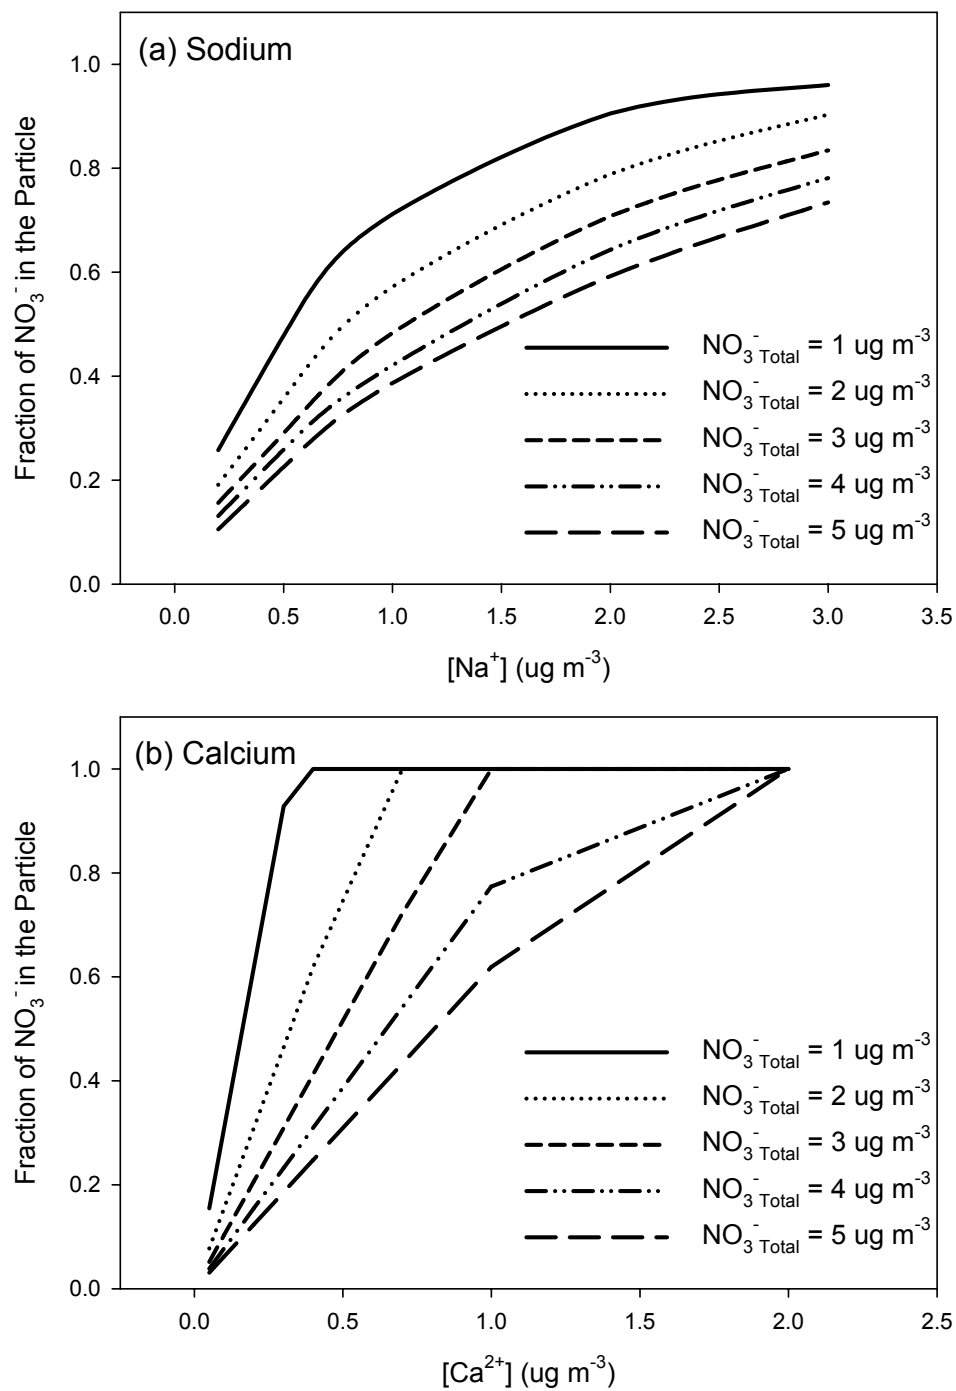 (a) Sodium
Fraction of NO₃⁻ in the Particle
1.0
0.8
0.6
0.4
0.2
0.0
NO₃⁻ Total = 1 ug m⁻³
NO₃⁻ Total = 2 ug m⁻³
NO₃⁻ Total = 3 ug m⁻³
NO₃⁻ Total = 4 ug m⁻³
NO₃⁻ Total = 5 ug m⁻³
0.0 0.5 1.0 1.5 2.0 2.5 3.0 3.5
[Na⁺] (ug m⁻³)
(b) Calcium
Fraction of NO₃⁻ in the Particle
1.0
0.8
0.6
0.4
0.2
0.0
NO₃⁻ Total = 1 ug m⁻³
NO₃⁻ Total = 2 ug m⁻³
NO₃⁻ Total = 3 ug m⁻³
NO₃⁻ Total = 4 ug m⁻³
NO₃⁻ Total = 5 ug m⁻³
0.0 0.5 1.0 1.5 2.0 2.5
[Ca²⁺] (ug m⁻³)